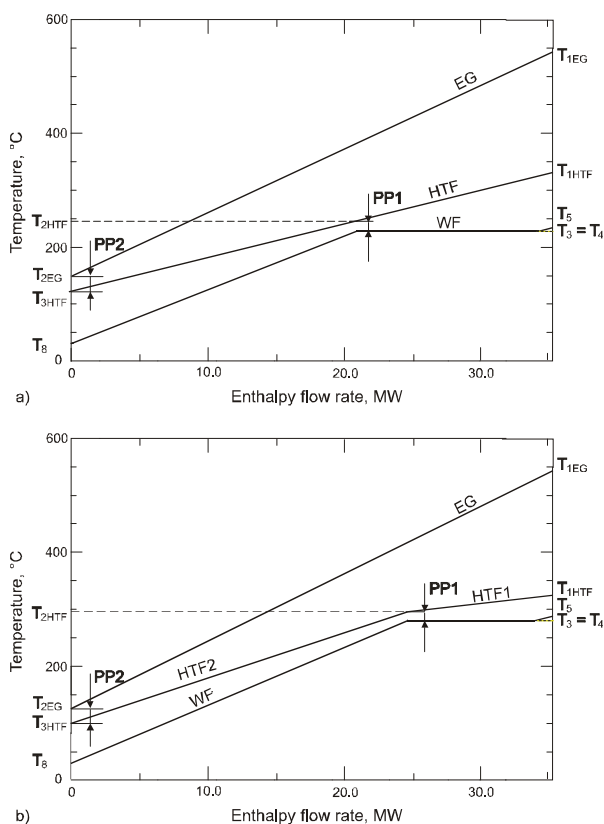 600
T1EG
EG
400
Temperature, °C
PP1
HTF
T1HTF
T2HTF
PP2
T5
WF
T3 = T4
200
T2EG
T3HTF
T8
0
0
10.0
20.0
30.0
a)
Enthalpy flow rate, MW
600
T1EG
EG
400
Temperature, °C
PP1
HTF1
T1HTF
T2HTF
T5
T3 = T4
200
PP2
HTF2
T2EG
WF
T3HTF
T8
0
0
10.0
20.0
30.0
b)
Enthalpy flow rate, MW